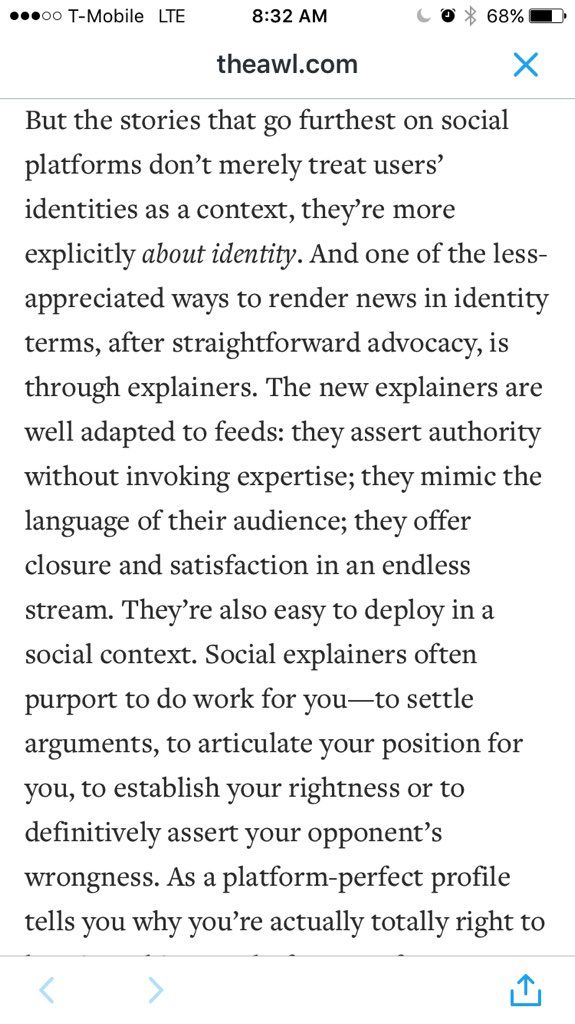 T-Mobile LTE 8:32 AM 68%
theawl.com
But the stories that go furthest on social
platforms don’t merely treat users’
identities as a context, they’re more
explicitly about identity. And one of the less-
appreciated ways to render news in identity
terms, after straightforward advocacy, is
through explainers. The new explainers are
well adapted to feeds: they assert authority
without invoking expertise; they mimic the
language of their audience; they offer
closure and satisfaction in an endless
stream. They’re also easy to deploy in a
social context. Social explainers often
purport to do work for you—to settle
arguments, to articulate your position for
you, to establish your rightness or to
definitively assert your opponent’s
wrongness. As a platform-perfect profile
tells you why you’re actually totally right to